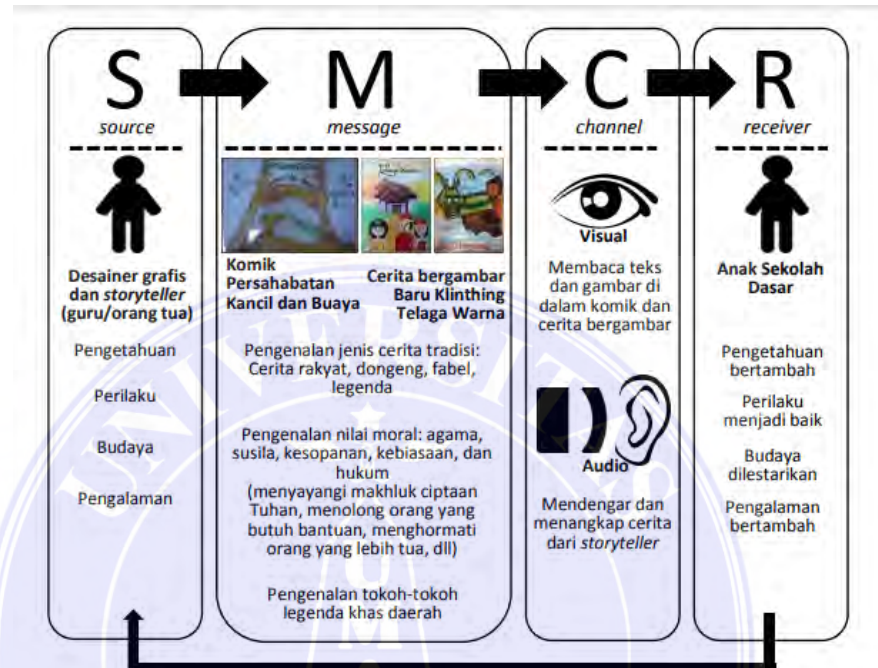 S
source
Desainer grafis
dan storyteller
(guru/orang tua)
Pengetahuan
Perilaku
Budaya
Pengalaman
M
message
Komik
Persahabatan
Kancil dan Buaya
Cerita bergambar
Baru Klinthing
Telaga Warna
Pengenalan jenis cerita tradisi:
Cerita rakyat, dongeng, fabel,
legenda
Pengenalan nilai moral: agama,
susila, kesopanan, kebiasaan, dan
hukum
(menyayangi makhluk ciptaan
Tuhan, menolong orang yang
butuh bantuan, menghormati
orang yang lebih tua, dll)
Pengenalan tokoh-tokoh
legenda khas daerah
C
channel
Visual
Membaca teks
dan gambar di
dalam komik dan
cerita bergambar
Audio
Mendengar dan
menangkap cerita
dari storyteller
R
receiver
Anak Sekolah
Dasar
Pengetahuan
bertambah
Perilaku
menjadi baik
Budaya
dilestarikan
Pengalaman
bertambah
UNIVERSITAS